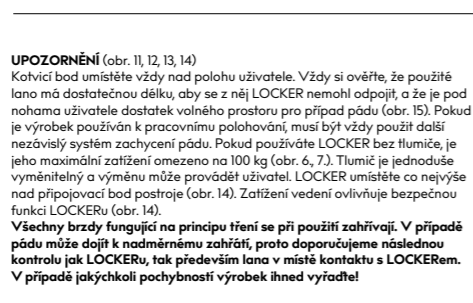 UPOZORNĚNÍ (obr. 11, 12, 13, 14)
Kotvicí bod umístěte vždy nad polohu uživatele. Vždy si ověřte, že použité
lano má dostatečnou délku, aby se z něj LOCKER nemohl odpojit, a že je pod
nohama uživatele dostatek volného prostoru pro případ pádu (obr. 15). Pokud
je výrobek používán k pracovnímu polohování, musí být vždy použit další
nezávislý systém zachycení pádu. Pokud používáte LOCKER bez tlumiče, je
jeho maximální zatížení omezeno na 100 kg (obr. 6., 7.). Tlumič je jednoduše
vyměnitelný a výměnu může provádět uživatel. LOCKER umístěte co nejvýše
nad připojovací bod postroje (obr. 14). Zatížení vedení ovlivňuje bezpečnou
funkci LOCKERu (obr. 14).
Všechny brzdy fungující na principu tření se při použití zahřívají. V případě
pádu může dojít k nadměrnému zahřátí, proto doporučujeme následnou
kontrolu jak LOCKERu, tak především lana v místě kontaktu s LOCKERem.
V případě jakýchkoli pochybností výrobek ihned vyřaďte!